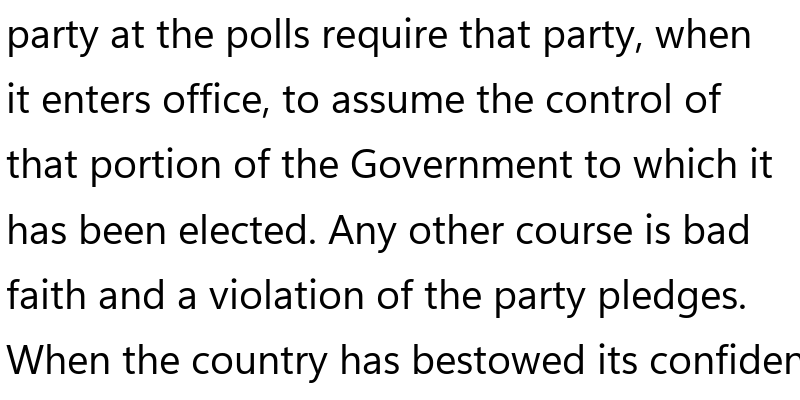 party at the polls require that party, when
it enters office, to assume the control of
that portion of the Government to which it
has been elected. Any other course is bad
faith and a violation of the party pledges.
When the country has bestowed its